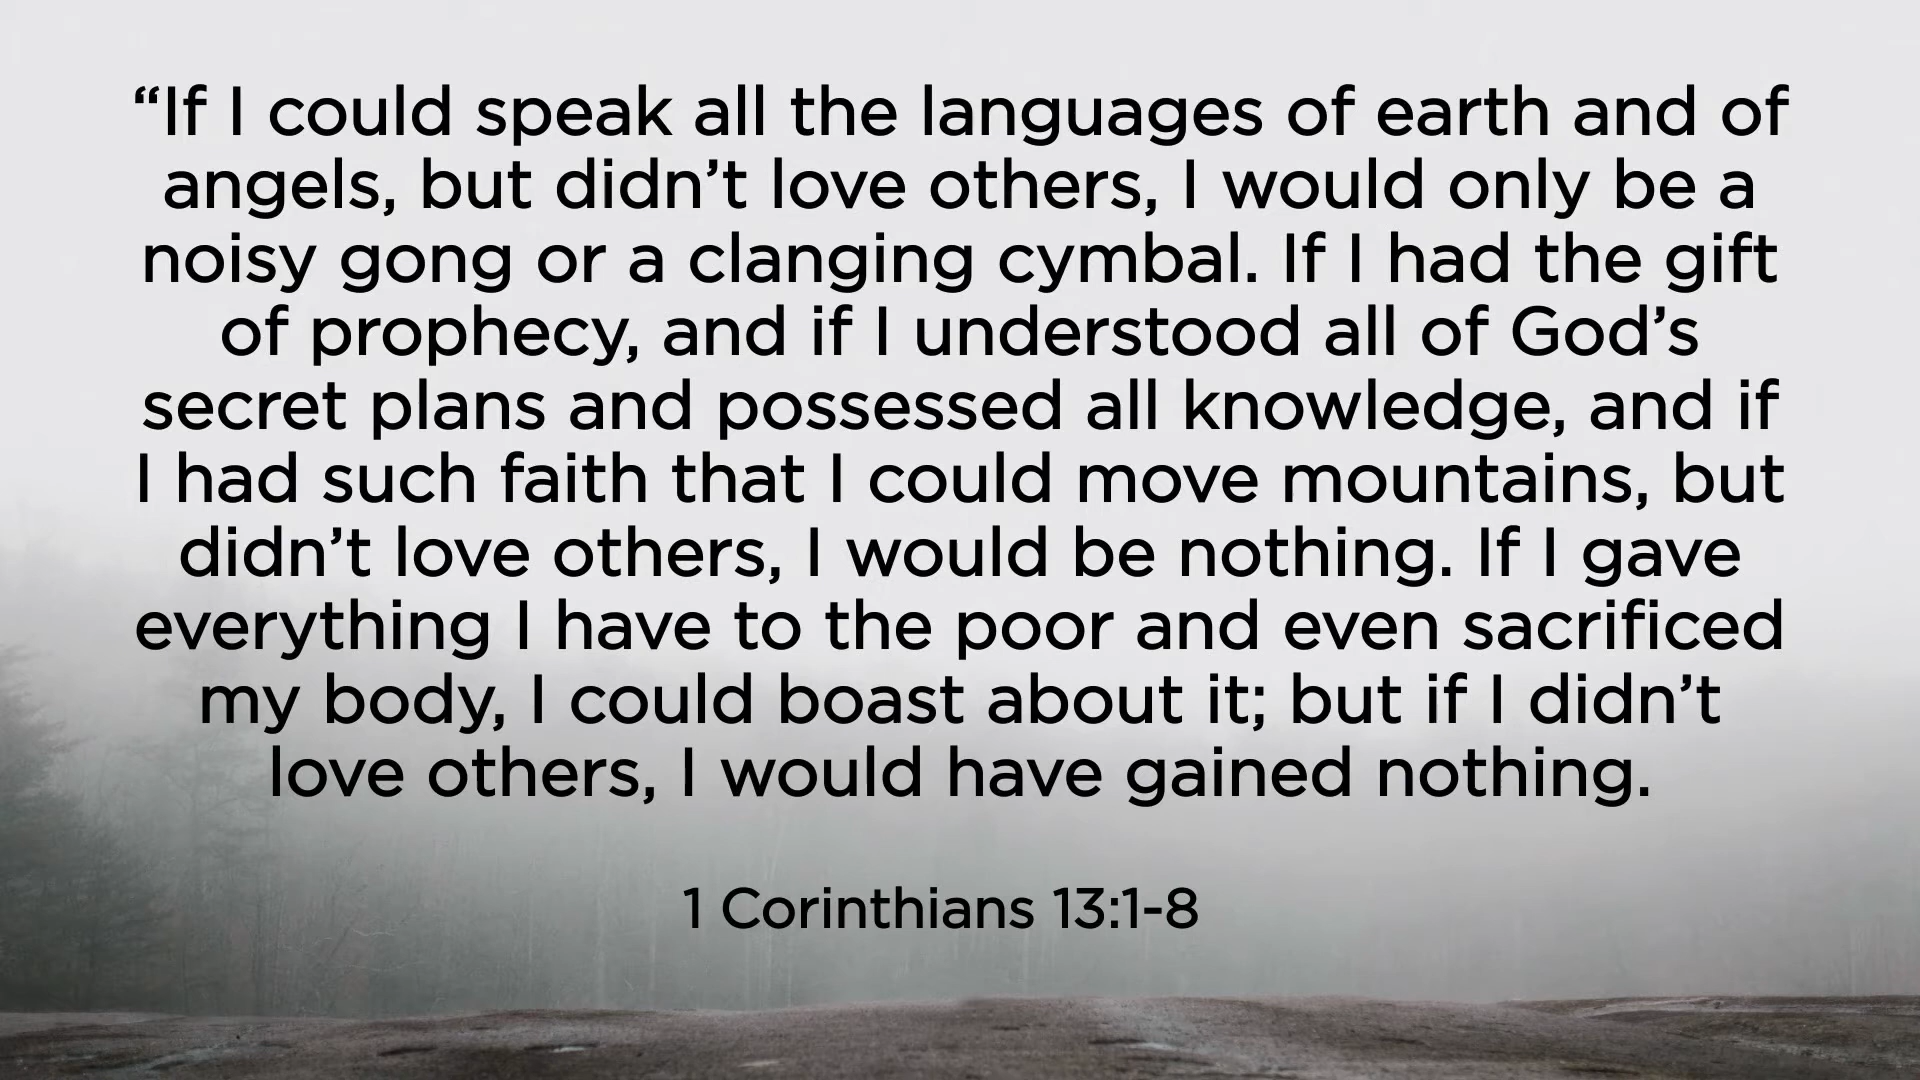 “If I could speak all the languages of earth and of
angels, but didn’t love others, I would only be a
noisy gong or a clanging cymbal. If I had the gift
of prophecy, and if I understood all of God’s
secret plans and possessed all knowledge, and if
I had such faith that I could move mountains, but
didn’t love others, I would be nothing. If I gave
everything I have to the poor and even sacrificed
my body, I could boast about it; but if I didn’t
love others, I would have gained nothing.
1 Corinthians 13:1-8